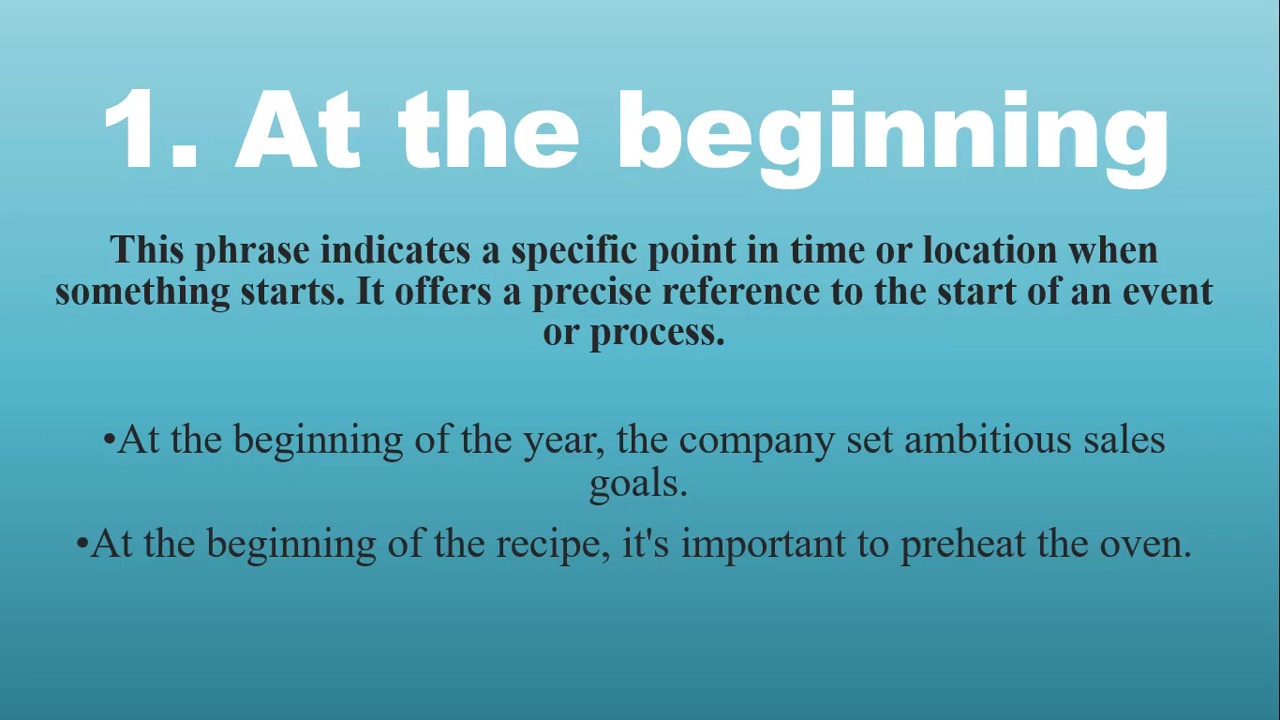 1. At the beginning
This phrase indicates a specific point in time or location when
something starts. It offers a precise reference to the start of an event
or process.
•At the beginning of the year, the company set ambitious sales
goals.
•At the beginning of the recipe, it's important to preheat the oven.